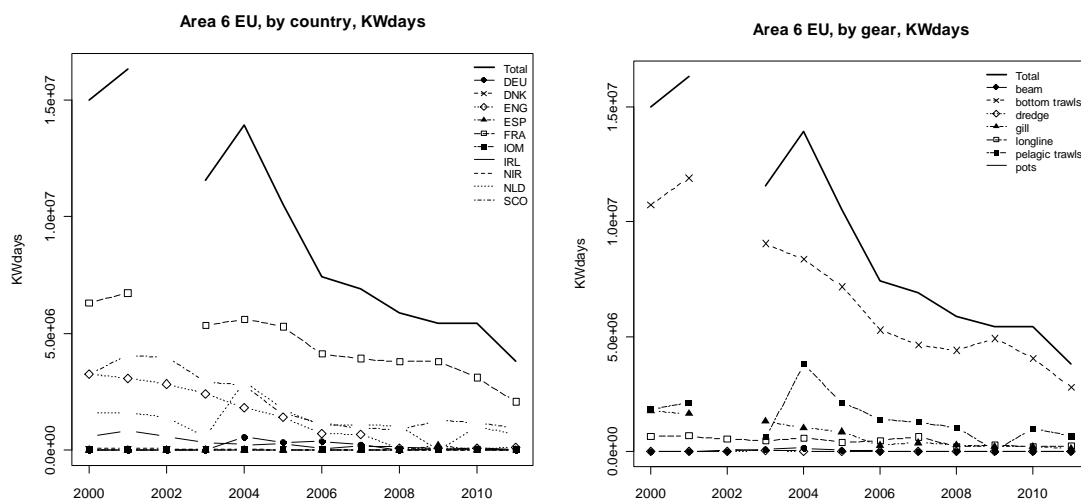 Area 6 EU, by country, KWdays
KWdays
1.5e+07
1.0e+07
5.0e+06
0.0e+00
2000 2002 2004 2006 2008 2010
Total
DEU
DNK
ENG
ESP
FRA
IOM
IRL
NIR
NLD
SCO
Area 6 EU, by gear, KWdays
KWdays
1.5e+07
1.0e+07
5.0e+06
0.0e+00
2000 2002 2004 2006 2008 2010
Total
beam
bottom trawls
dredge
gill
longline
pelagic trawls
pots